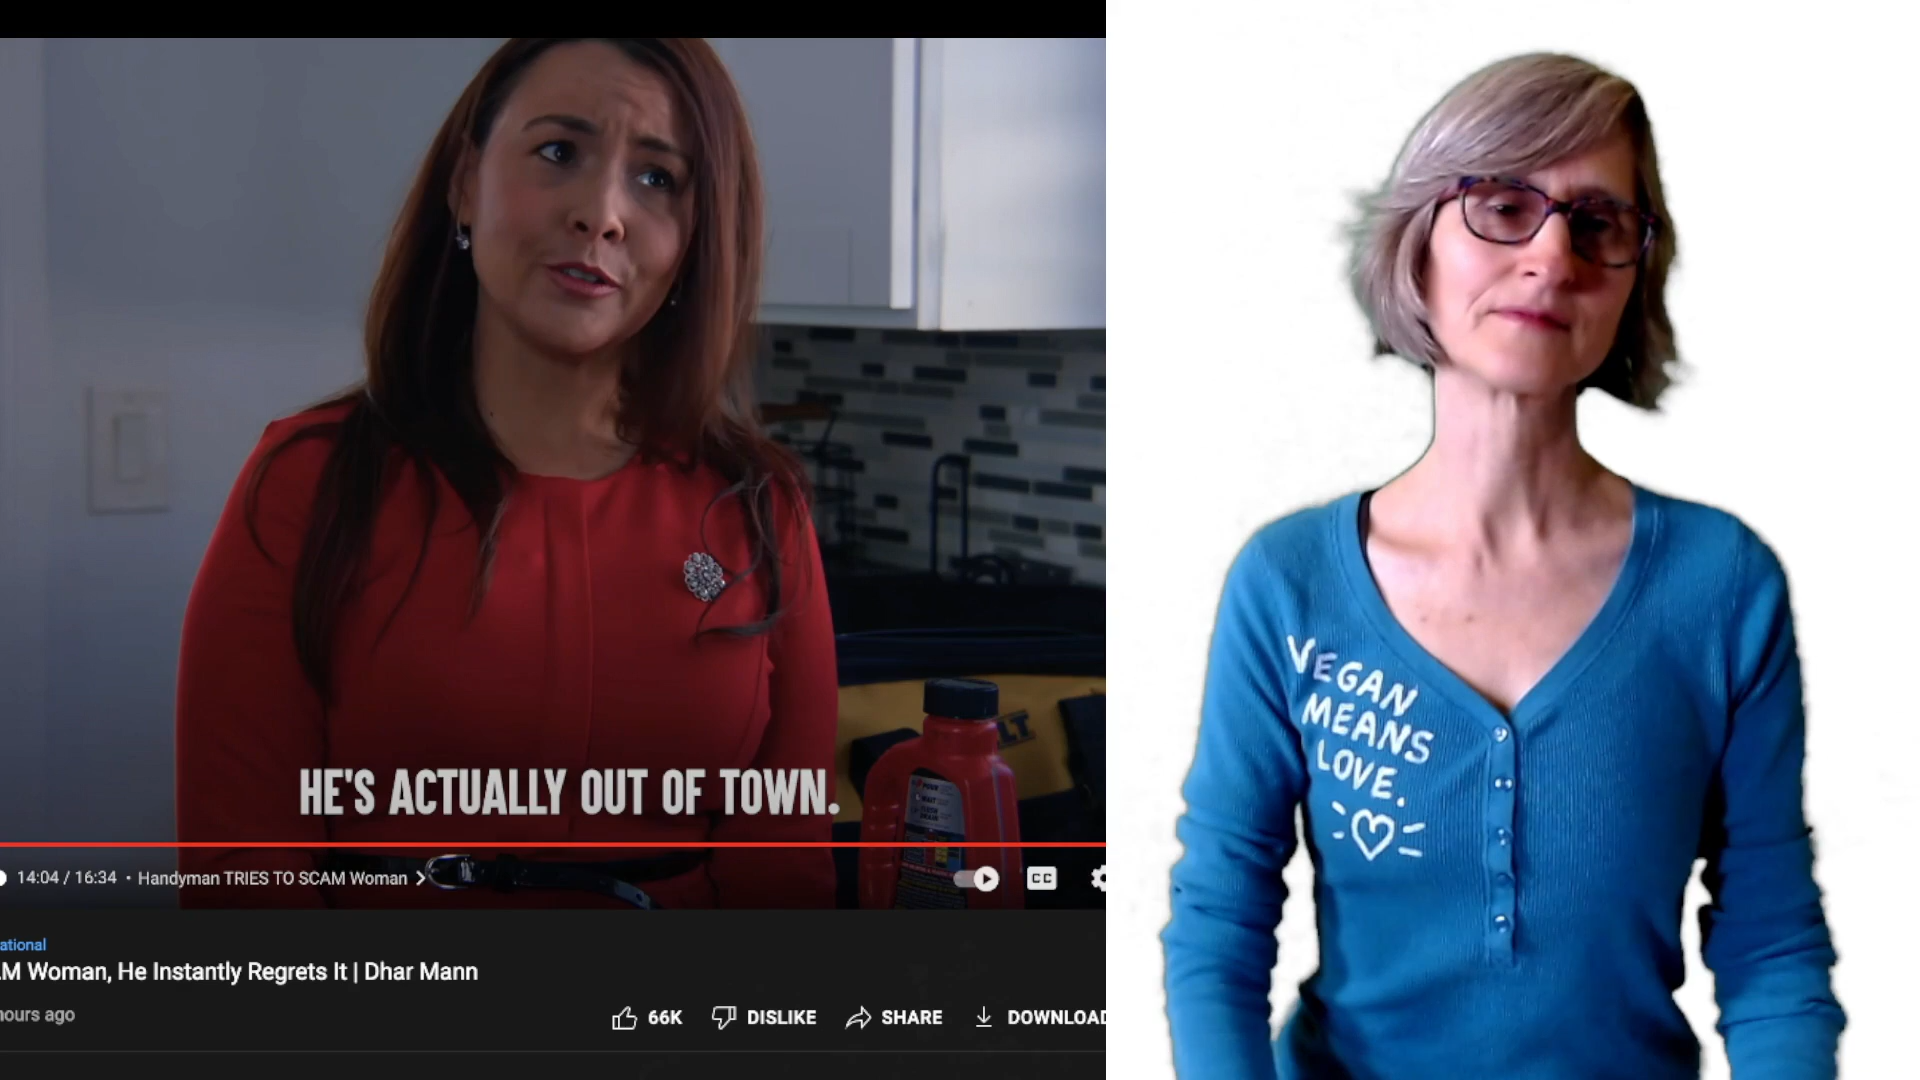 HE'S ACTUALLY OUT OF TOWN.
14:04 / 16:34 • Handyman TRIES TO SCAM Woman >
CC
ational
M Woman, He Instantly Regrets It | Dhar Mann
hours ago
66K DISLIKE SHARE DOWNLOAD
VEGAN
MEANS
LOVE.